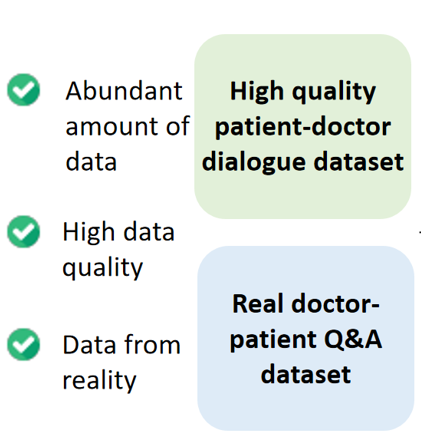 Abundant
amount of
data
High data
quality
Data from
reality
High quality
patient-doctor
dialogue dataset
Real doctor-
patient Q&A
dataset